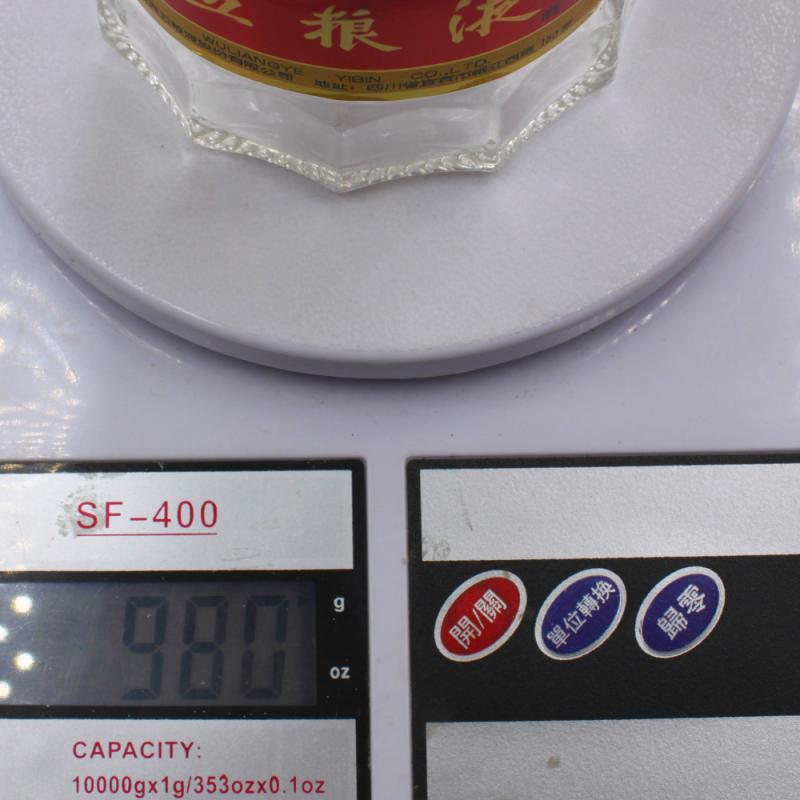 粮液
WULIANGYE YIBIN CO.,LTD.
SF-400
980
g
oz
開/關
單位轉換
歸零
CAPACITY:
10000gx1g/353ozx0.1oz